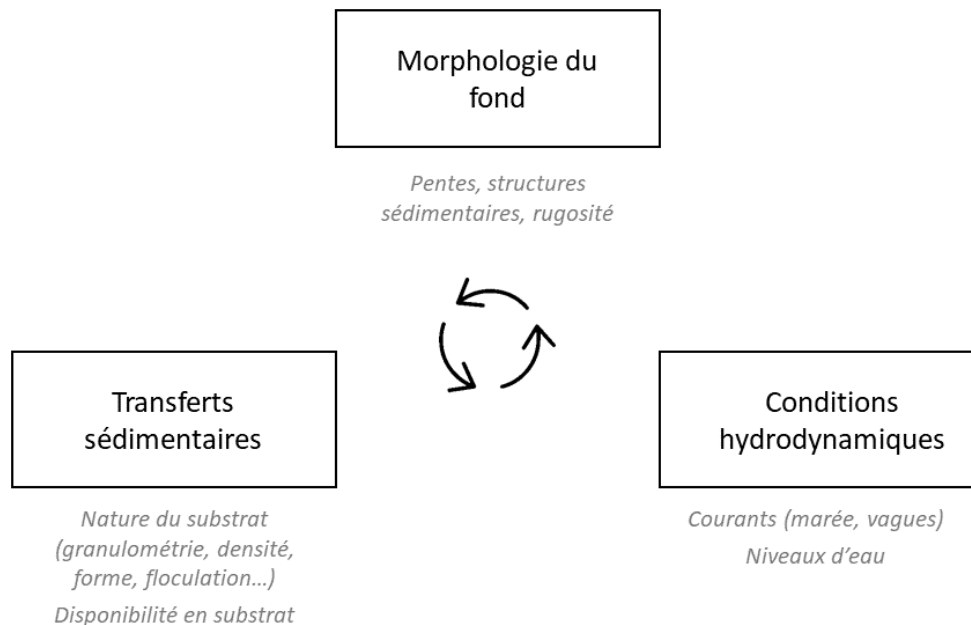 Morphologie du
fond
Pentes, structures
sédimentaires, rugosité
Transferts
sédimentaires
Nature du substrat
(granulométrie, densité,
forme, floculation...)
Disponibilité en substrat
Conditions
hydrodynamiques
Courants (marée, vagues)
Niveaux d'eau